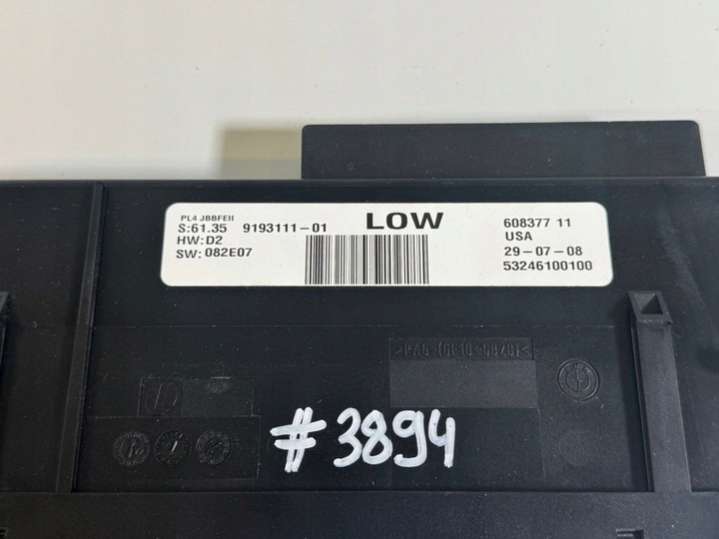 PL4 JBBFEII
S:61.35 9193111-01
HW:D2
SW: 082E07
LOW
608377 11
USA
29-07-08
53246100100
#3894